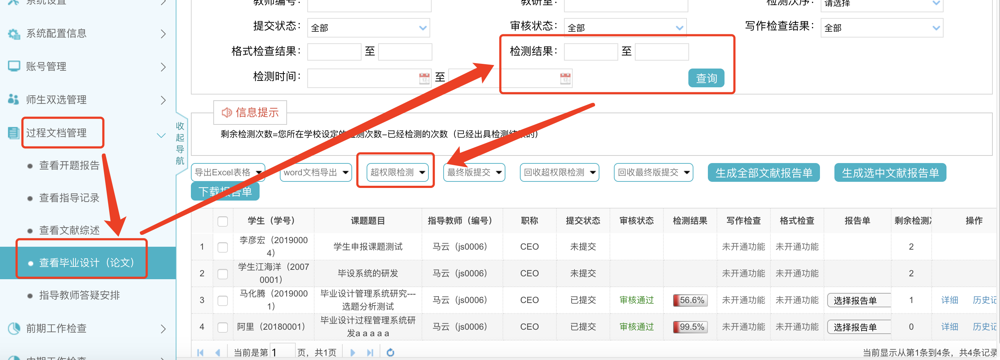 系统设置
系统配置信息
账号管理
师生双选管理
过程文档管理
查看开题报告
查看指导记录
查看文献综述
查看毕业设计（论文）
指导教师答疑安排
前期工作检查
中期工作检查
收起导航
教师编号：
教研室：
检测次序： 请选择
提交状态： 全部
审核状态： 全部
写作检查结果： 全部
格式检查结果： 至
检测结果： 至
检测时间： 至
查询
信息提示
剩余检测次数=您所在学校设定的检测次数–已经检测的次数（已经出具检测结果的）
导出Excel表格 word文档导出 超权限检测 最终版提交 回收超权限检测 回收最终版提交 生成全部文献报告单 生成选中文献报告单
下载报告单
学生（学号） 课题题目 指导教师（编号） 职称 提交状态 审核状态 检测结果 写作检查 格式检查 报告单 剩余检测 操作
1 李彦宏（20190004） 学生申报课题测试 马云（js0006） CEO 未提交 未开通功能 未开通功能 2
2 学生江海洋（20070001） 毕设系统的研发 马云（js0006） CEO 未提交 未开通功能 未开通功能 2
3 马化腾（20190001） 毕业设计管理系统研究---选题分析测试 马云（js0006） CEO 已提交 审核通过 56.6% 未开通功能 未开通功能 选择报告单 1 详细 历史记
4 阿里（20180001） 毕业设计过程管理系统研发a a a a a 马云（js0006） CEO 已提交 审核通过 99.5% 未开通功能 未开通功能 选择报告单 0 详细 历史记
当前是第 1 页，共1页
当前显示从第1条到4条，共4条记录